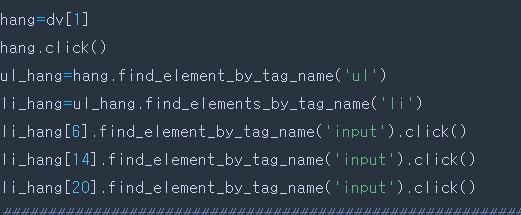 hang=dv[1]
hang.click()
ul_hang=hang.find_element_by_tag_name('ul')
li_hang=ul_hang.find_elements_by_tag_name('li')
li_hang[6].find_element_by_tag_name('input').click()
li_hang[14].find_element_by_tag_name('input').click()
li_hang[20].find_element_by_tag_name('input').click()